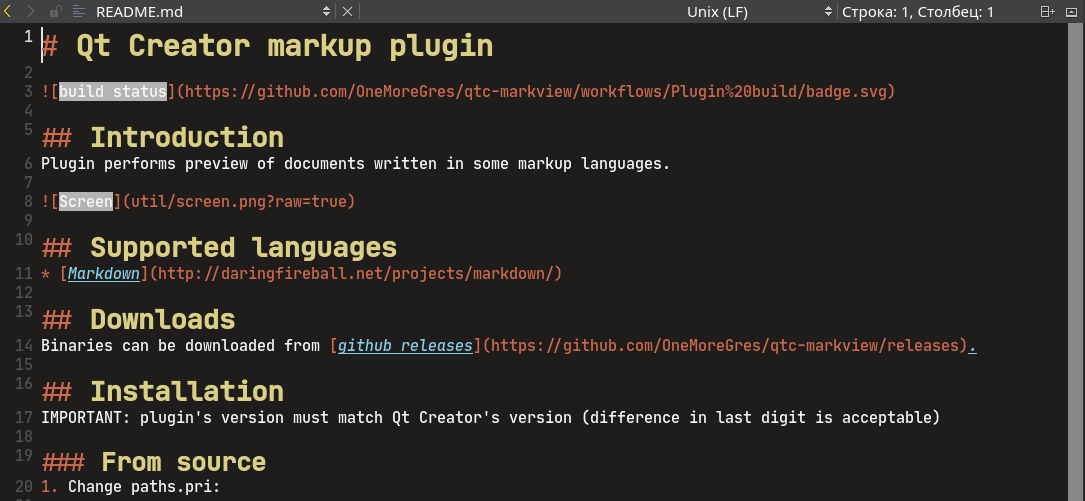 README.md Unix (LF) Строка: 1, Столбец: 1
1 # Qt Creator markup plugin
2
3 ![build status](https://github.com/OneMoreGres/qtc-markview/workflows/Plugin%20build/badge.svg)
4
5 ## Introduction
6 Plugin performs preview of documents written in some markup languages.
7
8 ![Screen](util/screen.png?raw=true)
9
10 ## Supported languages
11 * [Markdown](http://daringfireball.net/projects/markdown/)
12
13 ## Downloads
14 Binaries can be downloaded from [github releases](https://github.com/OneMoreGres/qtc-markview/releases).
15
16 ## Installation
17 IMPORTANT: plugin's version must match Qt Creator's version (difference in last digit is acceptable)
18
19 ### From source
20 1. Change paths.pri: